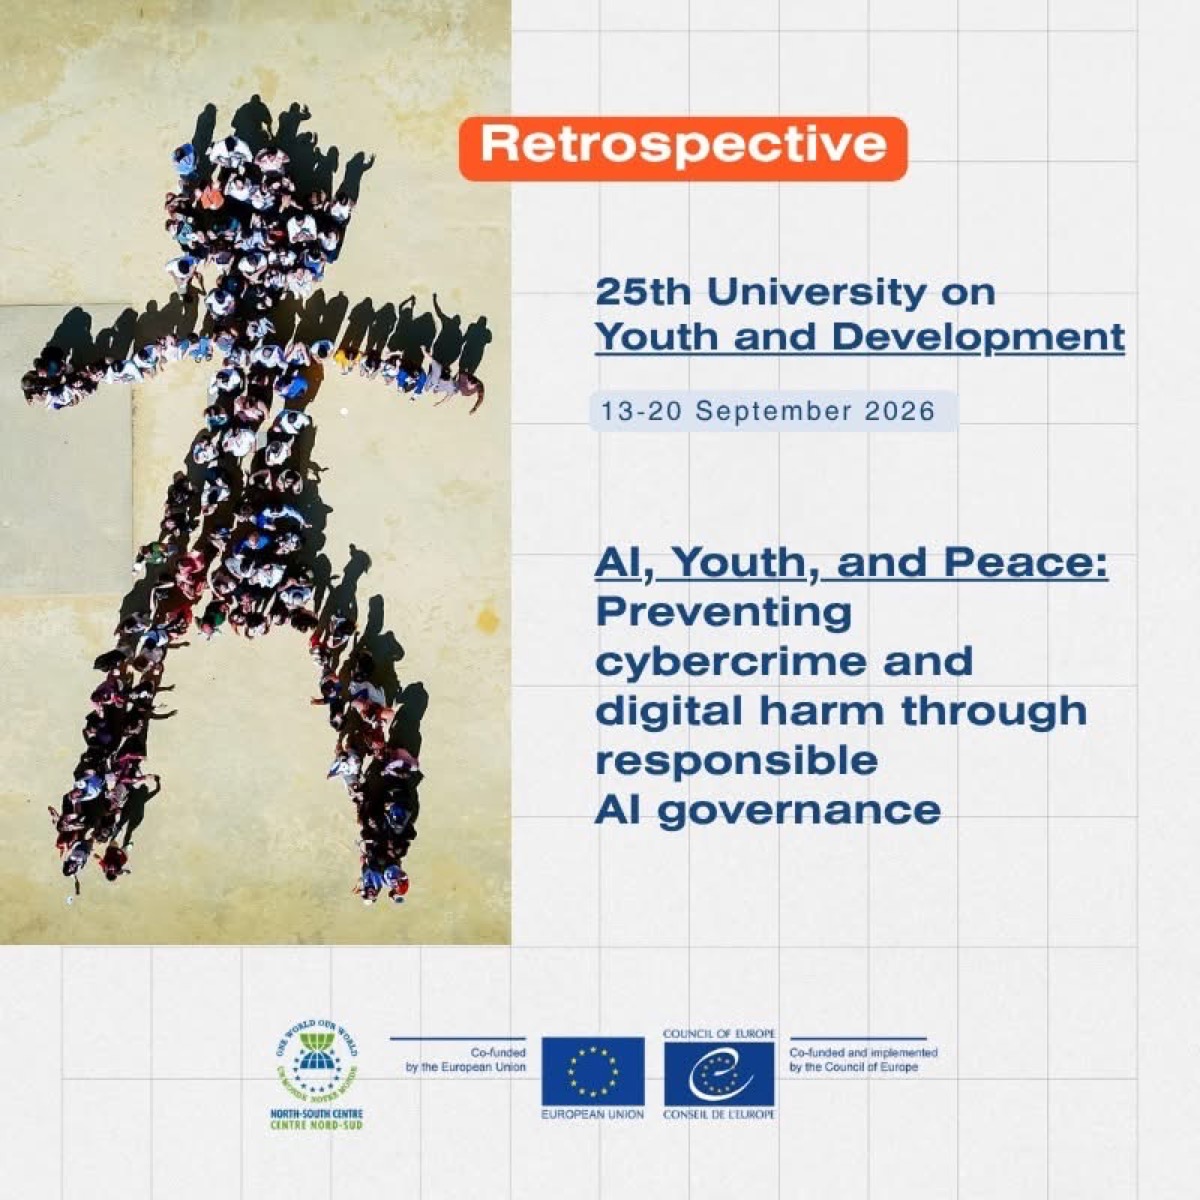 Retrospective
25th University on
Youth and Development
13-20 September 2026
AI, Youth, and Peace:
Preventing
cybercrime and
digital harm through
responsible
AI governance
ONE WORLD OUR WORLD
UN MONDE NOTRE MONDE
NORTH-SOUTH CENTRE
CENTRE NORD-SUD
Co-funded
by the European Union
EUROPEAN UNION
COUNCIL OF EUROPE
CONSEIL DE L'EUROPE
Co-funded and implemented
by the Council of Europe